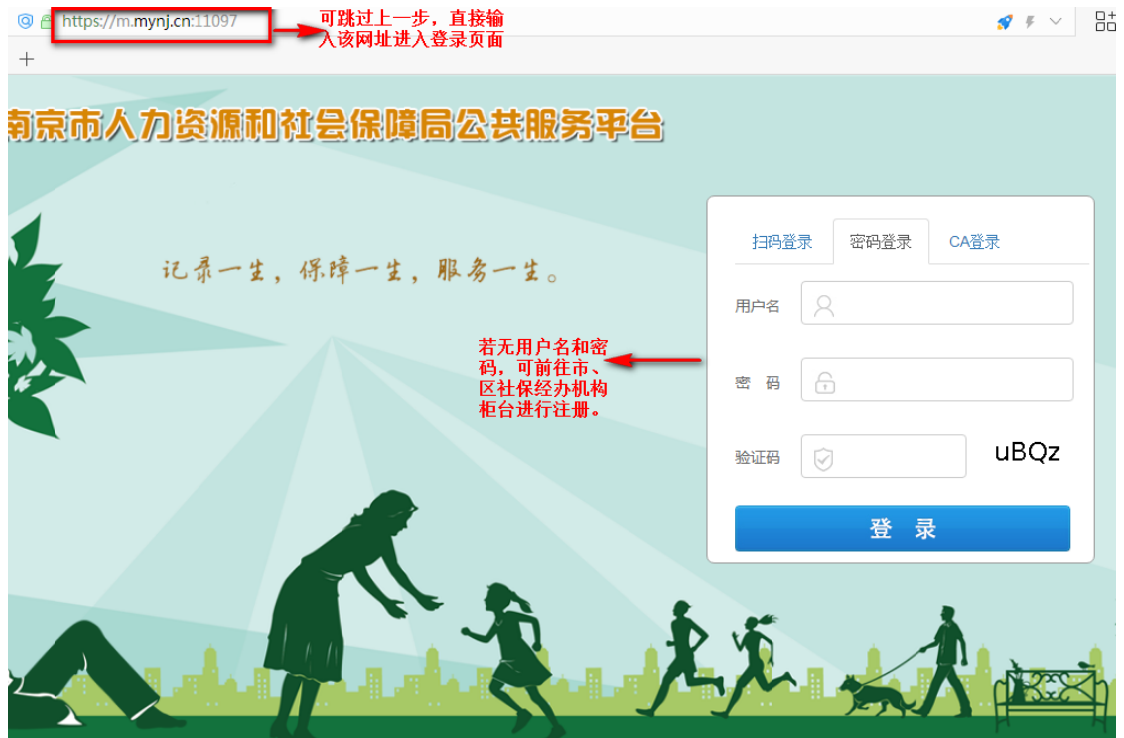 https://m.mynj.cn:11097
可跳过上一步，直接输
入该网址进入登录页面
南京市人力资源和社会保障局公共服务平台
记录一生，保障一生，服务一生。
扫码登录 密码登录 CA登录
用户名
若无用户名和密
码，可前往市、
区社保经办机构
柜台进行注册。
密 码
验证码 uBQz
登 录